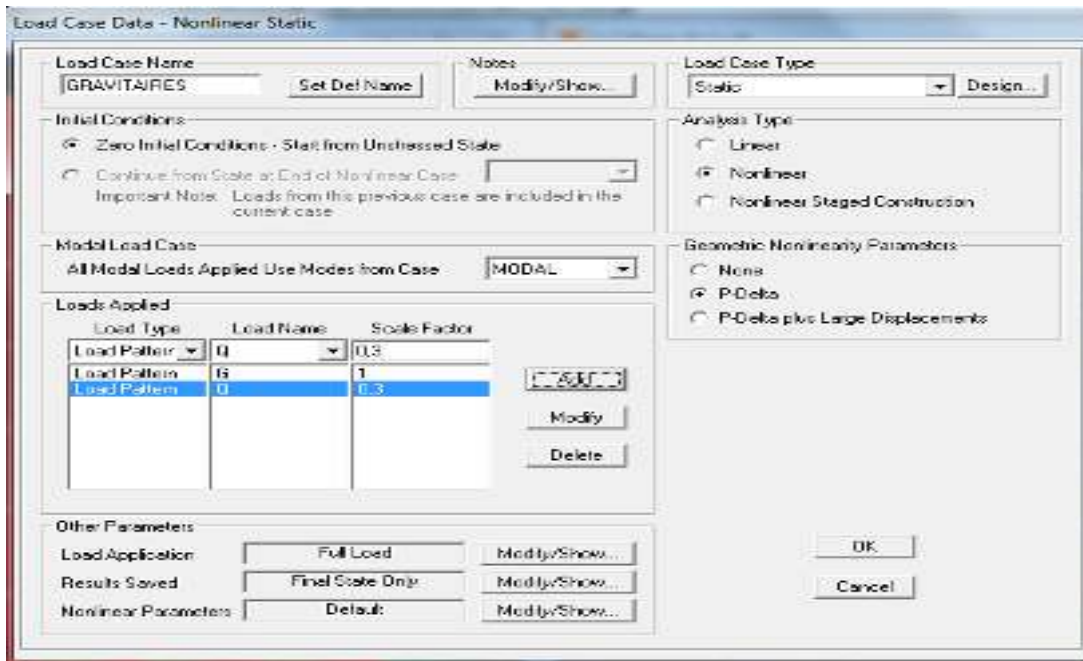 Load Case Data - Nonlinear Static
Load Case Name
GRAVITAIRES
Set Def Name
Notes
Modify/Show...
Load Case Type
Static
Design...
Initial Conditions
Zero Initial Conditions - Start from Unstressed State
Continue from State at End of Nonlinear Case
Important Note: Loads from this previous case are included in the
current case
Analysis Type
Linear
Nonlinear
Nonlinear Staged Construction
Modal Load Case
All Modal Loads Applied Use Modes from Case
MODAL
Geometric Nonlinearity Parameters
None
P-Delta
P-Delta plus Large Displacements
Loads Applied
Load Type Load Name Scale Factor
Load Pattern Q 0,3
Load Pattern G 1
Load Pattern Q 0,3
Add
Modify
Delete
Other Parameters
Load Application Full Load Modify/Show...
Results Saved Final State Only Modify/Show...
Nonlinear Parameters Default Modify/Show...
OK
Cancel